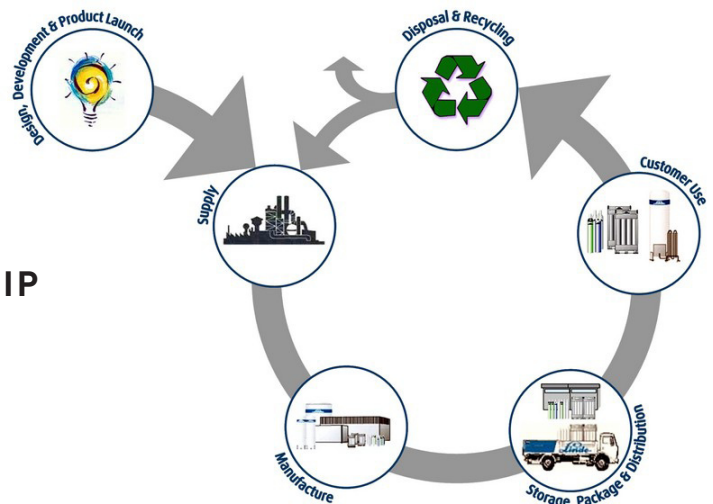 Design, Development & Product Launch
Disposal & Recycling
Customer Use
Supply
IP
Manufacture
Linde
Storage, Package & Distribution